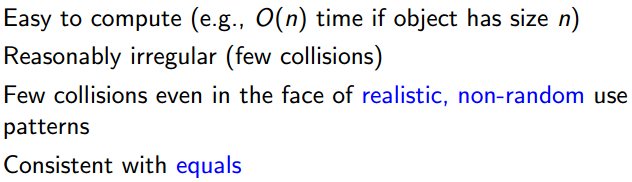 Easy to compute (e.g., O(n) time if object has size n)
Reasonably irregular (few collisions)
Few collisions even in the face of realistic, non-random use
patterns
Consistent with equals